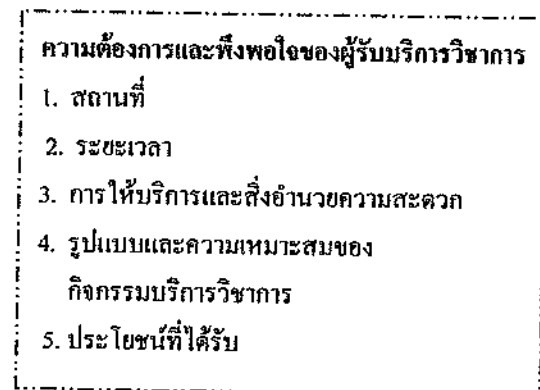 ความต้องการและพึงพอใจของผู้รับบริการวิชาการ
1. สถานที่
2. ระยะเวลา
3. การให้บริการและสิ่งอำนวยความสะดวก
4. รูปแบบและความเหมาะสมของ
กิจกรรมบริการวิชาการ
5. ประโยชน์ที่ได้รับ